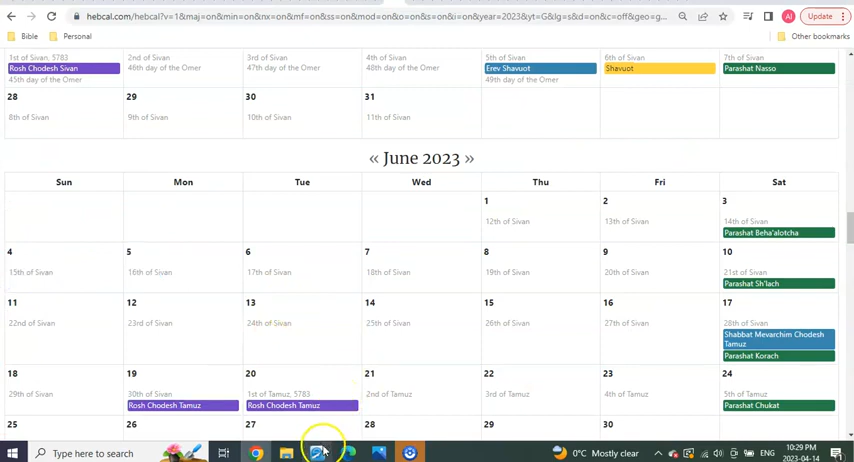 hebcal.com/hebcal?v=1&maj=on&min=on&nx=on&mf=on&ss=on&mod=on&o=on&s=on&i=on&year=2023&yt=G&lg=s&d=on&c=off&geo=g...
Update
Bible Personal Other bookmarks
1st of Sivan, 5783 2nd of Sivan 3rd of Sivan 4th of Sivan 5th of Sivan 6th of Sivan 7th of Sivan
Rosh Chodesh Sivan 46th day of the Omer 47th day of the Omer 48th day of the Omer Erev Shavuot Shavuot Parashat Nasso
45th day of the Omer 49th day of the Omer
28 29 30 31
8th of Sivan 9th of Sivan 10th of Sivan 11th of Sivan
« June 2023 »
Sun Mon Tue Wed Thu Fri Sat
1 2 3
12th of Sivan 13th of Sivan 14th of Sivan
Parashat Beha'alotcha
4 5 6 7 8 9 10
15th of Sivan 16th of Sivan 17th of Sivan 18th of Sivan 19th of Sivan 20th of Sivan 21st of Sivan
Parashat Sh'lach
11 12 13 14 15 16 17
22nd of Sivan 23rd of Sivan 24th of Sivan 25th of Sivan 26th of Sivan 27th of Sivan 28th of Sivan
Shabbat Mevarchim Chodesh
Tamuz
Parashat Korach
18 19 20 21 22 23 24
29th of Sivan 30th of Sivan 1st of Tamuz, 5783 2nd of Tamuz 3rd of Tamuz 4th of Tamuz 5th of Tamuz
Rosh Chodesh Tamuz Rosh Chodesh Tamuz Parashat Chukat
25 26 27 28 29 30
Type here to search 0°C Mostly clear ENG 10:29 PM
2023-04-14